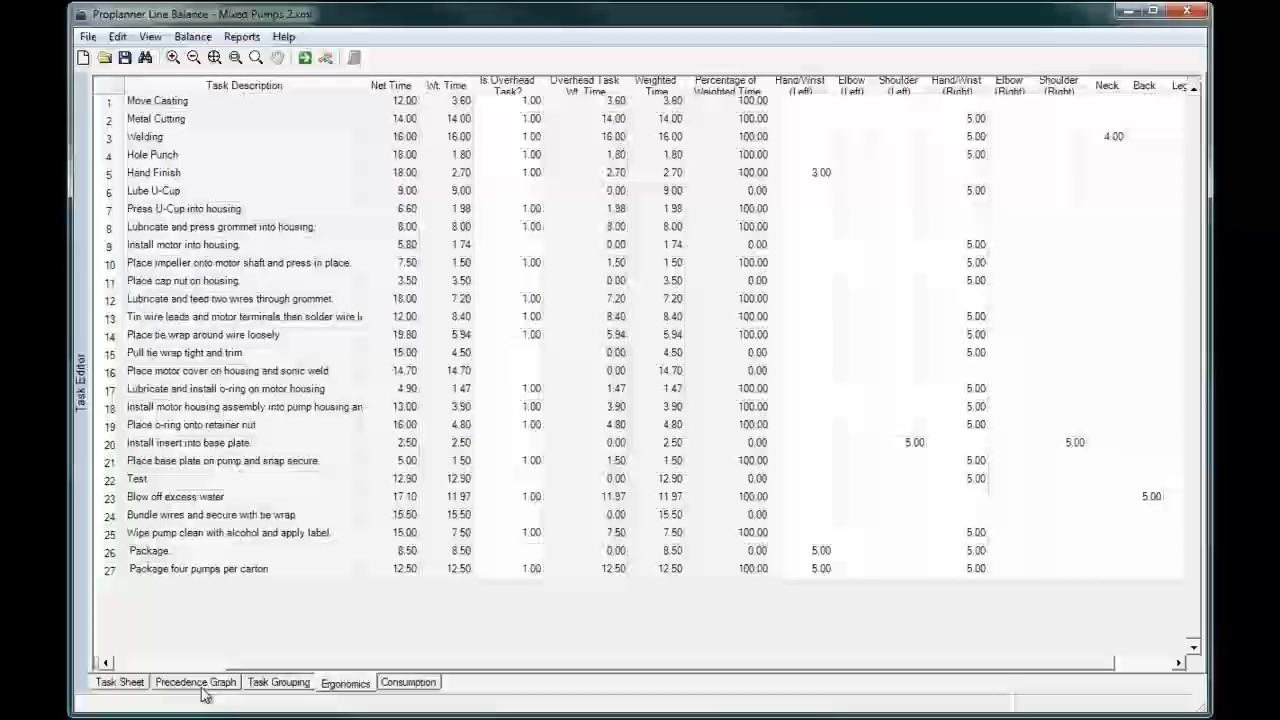 Proplanner Line Balance - Mixed Pumps 2.xml
File Edit View Balance Reports Help
Task Description Net Time Wt. Time Is Overhead Task? Overhead Task Wt. Time Weighted Time Percentage of Weighted Time Hand/Wrist (Left) Elbow (Left) Shoulder (Left) Hand/Wrist (Right) Elbow (Right) Shoulder (Right) Neck Back Leg
1 Move Casting 12.00 3.60 1.00 3.60 3.60 100.00
2 Metal Cutting 14.00 14.00 1.00 14.00 14.00 100.00 5.00
3 Welding 16.00 16.00 1.00 16.00 16.00 100.00 5.00 4.00
4 Hole Punch 18.00 1.80 1.00 1.80 1.80 100.00 5.00
5 Hand Finish 18.00 2.70 1.00 2.70 2.70 100.00 3.00
6 Lube U-Cup 9.00 9.00 0.00 9.00 0.00 5.00
7 Press U-Cup into housing 6.60 1.98 1.00 1.98 1.98 100.00
8 Lubricate and press grommet into housing. 8.00 8.00 1.00 8.00 8.00 100.00
9 Install motor into housing. 5.80 1.74 0.00 1.74 0.00 5.00
10 Place impeller onto motor shaft and press in place. 7.50 1.50 1.00 1.50 1.50 100.00 5.00
11 Place cap nut on housing. 3.50 3.50 0.00 3.50 0.00 5.00
12 Lubricate and feed two wires through grommet. 18.00 7.20 1.00 7.20 7.20 100.00 5.00
13 Tin wire leads and motor terminals then solder wire l 12.00 8.40 1.00 8.40 8.40 100.00 5.00
14 Place tie wrap around wire loosely 19.80 5.94 1.00 5.94 5.94 100.00 5.00
15 Pull tie wrap tight and trim 15.00 4.50 0.00 4.50 0.00 5.00
16 Place motor cover on housing and sonic weld 14.70 14.70 0.00 14.70 0.00
17 Lubricate and install o-ring on motor housing 4.90 1.47 1.00 1.47 1.47 100.00 5.00
18 Install motor housing assembly into pump housing an 13.00 3.90 1.00 3.90 3.90 100.00 5.00
19 Place o-ring onto retainer nut 16.00 4.80 1.00 4.80 4.80 100.00 5.00
20 Install insert into base plate. 2.50 2.50 0.00 2.50 0.00 5.00 5.00
21 Place base plate on pump and snap secure. 5.00 1.50 1.00 1.50 1.50 100.00 5.00
22 Test 12.90 12.90 0.00 12.90 0.00 5.00
23 Blow off excess water 17.10 11.97 1.00 11.97 11.97 100.00 5.00
24 Bundle wires and secure with tie wrap 15.50 15.50 0.00 15.50 0.00
25 Wipe pump clean with alcohol and apply label. 15.00 7.50 1.00 7.50 7.50 100.00 5.00
26 Package. 8.50 8.50 0.00 8.50 0.00 5.00 5.00
27 Package four pumps per carton 12.50 12.50 1.00 12.50 12.50 100.00 5.00 5.00
Task Editor
Task Sheet Precedence Graph Task Grouping Ergonomics Consumption